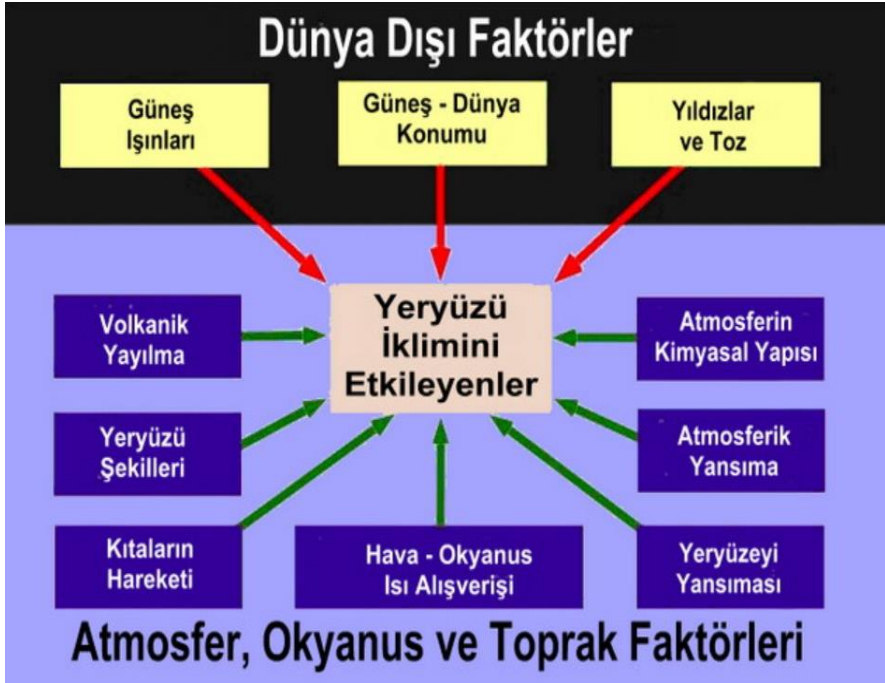 Dünya Dışı Faktörler
Güneş
Işınları
Güneş - Dünya
Konumu
Yıldızlar
ve Toz
Yeryüzü
İklimini
Etkileyenler
Volkanik
Yayılma
Atmosferin
Kimyasal Yapısı
Yeryüzü
Şekilleri
Atmosferik
Yansıma
Kıtaların
Hareketi
Hava - Okyanus
Isı Alışverişi
Yeryüzeyi
Yansıması
Atmosfer, Okyanus ve Toprak Faktörleri